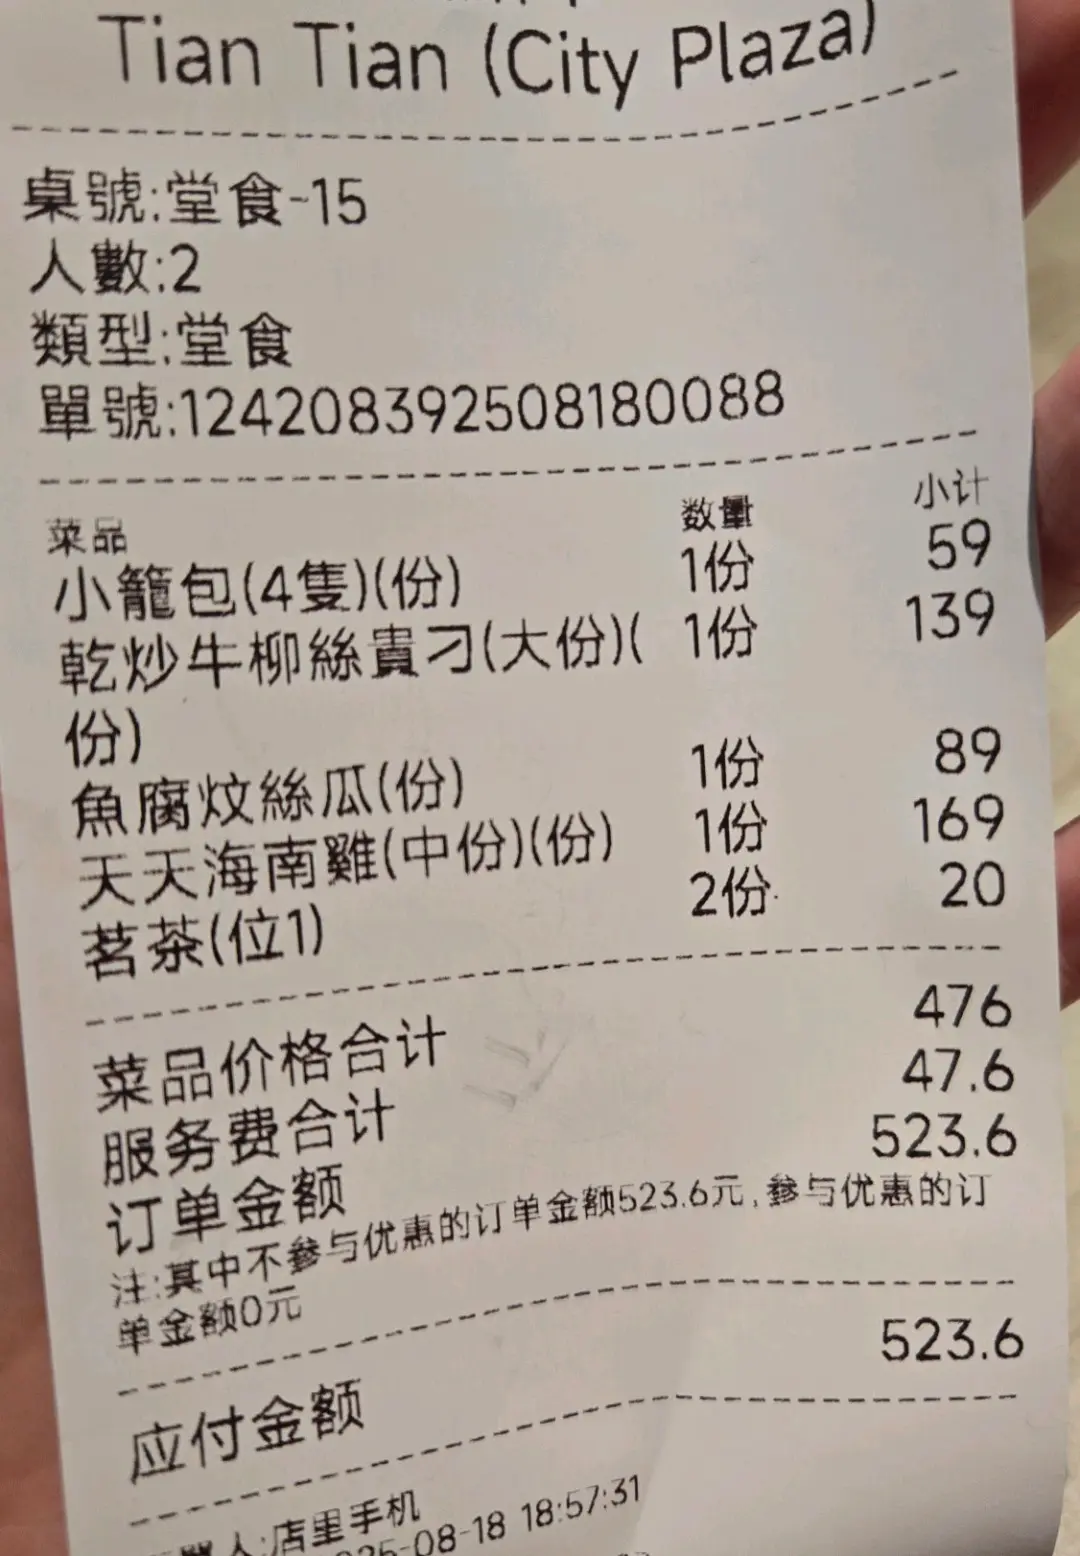 Tian Tian (City Plaza)
桌號:堂食-15
人數:2
類型:堂食
單號:124208392508180088
菜品 数量 小计
小籠包(4隻)(份) 1份 59
乾炒牛柳絲貴刁(大份)( 1份 139
份)
魚腐炆絲瓜(份) 1份 89
天天海南雞(中份)(份) 1份 169
茗茶(位1) 2份 20
菜品价格合计 476
服务费合计 47.6
订单金额 523.6
注:其中不参与优惠的订单金额523.6元,参与优惠的订
单金额0元
应付金额 523.6
人:店里手机
-08-18 18:57:31